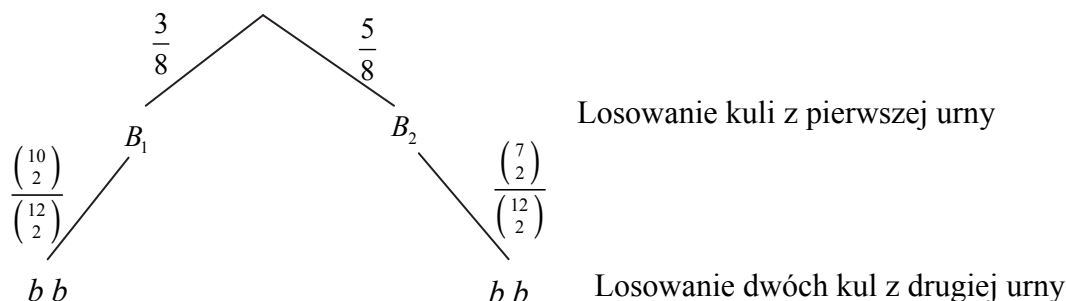 3/8 5/8
Losowanie kuli z pierwszej urny
B₁ B₂
(10 2)/(12 2) (7 2)/(12 2)
b b b b Losowanie dwóch kul z drugiej urny